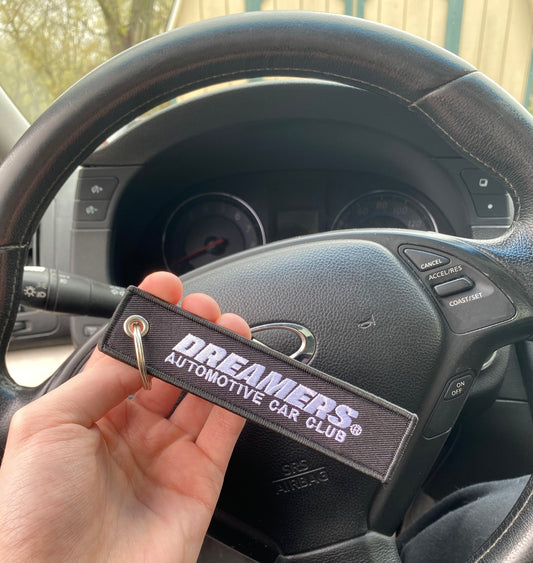 CANCEL
ACCEL/RES
COAST/SET
DREAMERS®
AUTOMOTIVE CAR CLUB
ON
OFF
SRS
AIRBAG